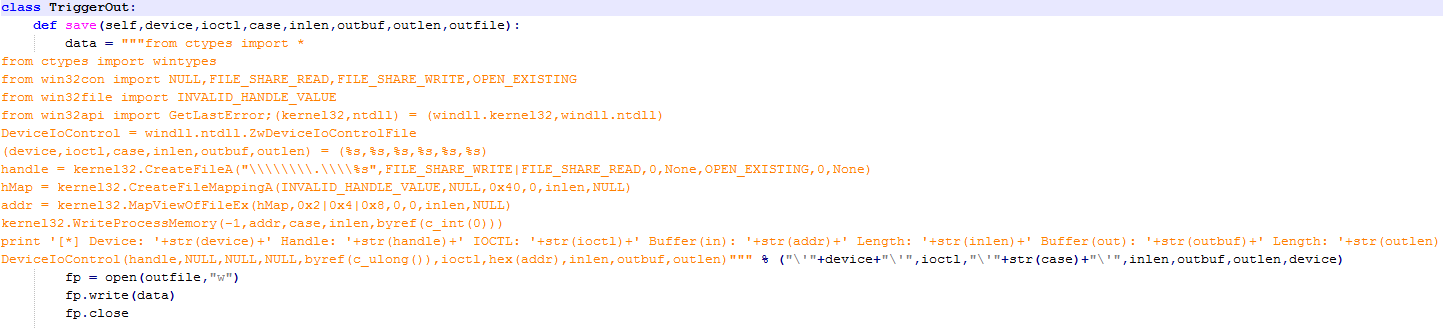 class TriggerOut:
    def save(self,device,ioctl,case,inlen,outbuf,outlen,outfile):
        data = """from ctypes import *
from ctypes import wintypes
from win32con import NULL,FILE_SHARE_READ,FILE_SHARE_WRITE,OPEN_EXISTING
from win32file import INVALID_HANDLE_VALUE
from win32api import GetLastError;(kernel32,ntdll) = (windll.kernel32,windll.ntdll)
DeviceIoControl = windll.ntdll.ZwDeviceIoControlFile
(device,ioctl,case,inlen,outbuf,outlen) = (%s,%s,%s,%s,%s,%s)
handle = kernel32.CreateFileA("\\\\\\\\.\\\\%s",FILE_SHARE_WRITE|FILE_SHARE_READ,0,None,OPEN_EXISTING,0,None)
hMap = kernel32.CreateFileMappingA(INVALID_HANDLE_VALUE,NULL,0x40,0,inlen,NULL)
addr = kernel32.MapViewOfFileEx(hMap,0x2|0x4|0x8,0,0,inlen,NULL)
kernel32.WriteProcessMemory(-1,addr,case,inlen,byref(c_int(0)))
print '[*] Device: '+str(device)+' Handle: '+str(handle)+' IOCTL: '+str(ioctl)+' Buffer(in): '+str(addr)+' Length: '+str(inlen)+' Buffer(out): '+str(outbuf)+' Length: '+str(outlen)
DeviceIoControl(handle,NULL,NULL,NULL,byref(c_ulong()),ioctl,hex(addr),inlen,outbuf,outlen)""" % ("\'"+device+"\'",ioctl,"\'"+str(case)+"\'",inlen,outbuf,outlen,device)
        fp = open(outfile,"w")
        fp.write(data)
        fp.close